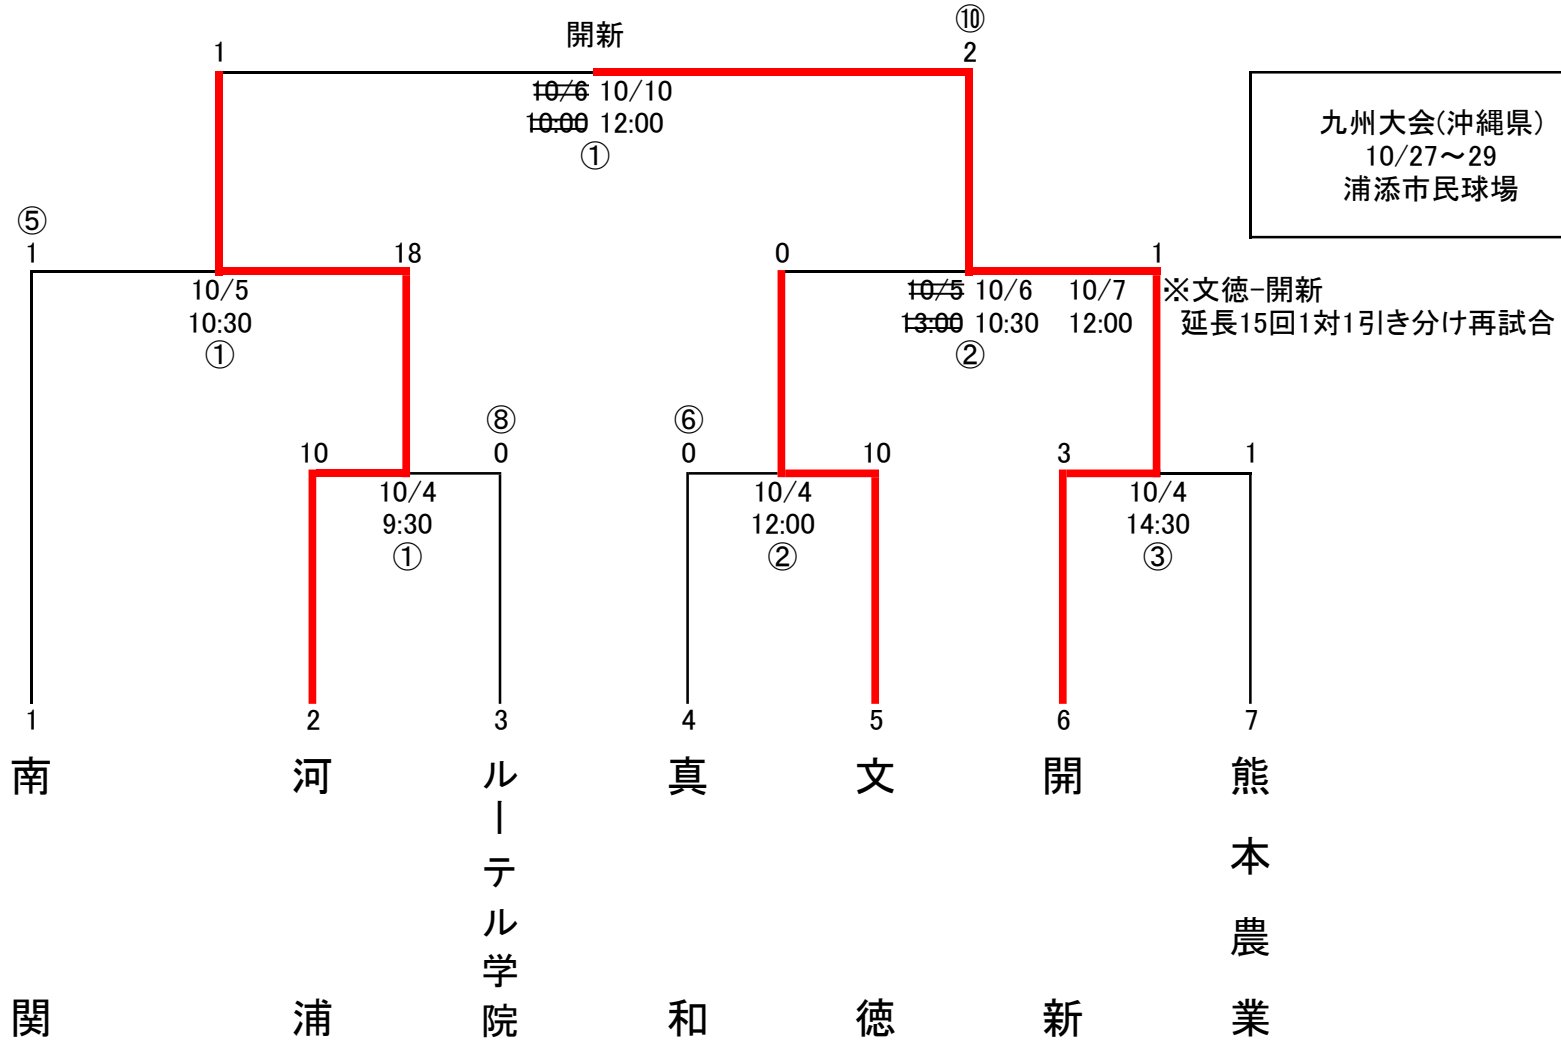 開新
⑩
1
2
10/6 10/10
10:00 12:00
①
九州大会(沖縄県)
10/27～29
浦添市民球場
⑤
1
18
0
1
10/5
10:30
①
10/5 10/6 10/7
13:00 10:30 12:00
②
※文徳-開新
延長15回1対1引き分け再試合
⑧
⑥
10
0
0
10
3
1
10/4
9:30
①
10/4
12:00
②
10/4
14:30
③
1
2
3
4
5
6
7
南関
河浦
ルーテル学院
真和
文徳
開新
熊本農業